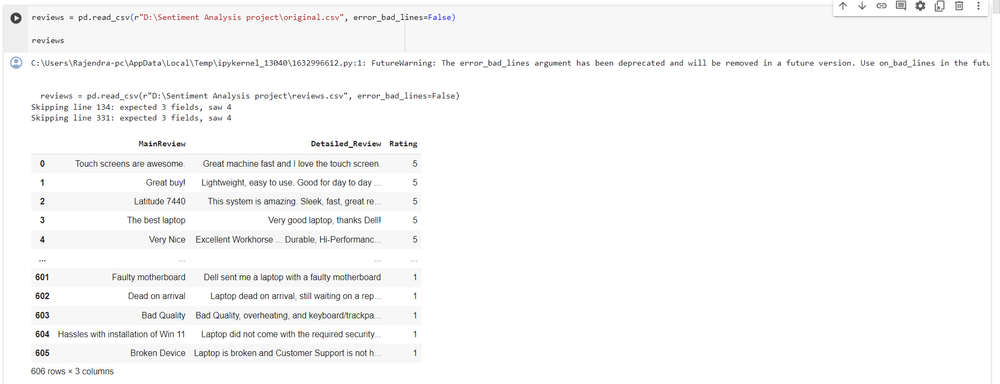 reviews = pd.read_csv(r"D:\Sentiment Analysis project\original.csv", error_bad_lines=False)
reviews
C:\Users\Rajendra-pc\AppData\Local\Temp\ipykernel_13040\1632996612.py:1: FutureWarning: The error_bad_lines argument has been deprecated and will be removed in a future version. Use on_bad_lines in the futu
reviews = pd.read_csv(r"D:\Sentiment Analysis project\reviews.csv", error_bad_lines=False)
Skipping line 134: expected 3 fields, saw 4
Skipping line 331: expected 3 fields, saw 4
MainReview Detailed_Review Rating
0 Touch screens are awesome. Great machine fast and I love the touch screen. 5
1 Great buy! Lightweight, easy to use. Good for day to day ... 5
2 Latitude 7440 This system is amazing. Sleek, fast, great re... 5
3 The best laptop Very good laptop, thanks Dell! 5
4 Very Nice Excellent Workhorse ... Durable, Hi-Performanc... 5
... ... ... ...
601 Faulty motherboard Dell sent me a laptop with a faulty motherboard 1
602 Dead on arrival Laptop dead on arrival, still waiting on a rep... 1
603 Bad Quality Bad Quality, overheating, and keyboard/trackpa... 1
604 Hassles with installation of Win 11 Laptop did not come with the required security... 1
605 Broken Device Laptop is broken and Customer Support is not h... 1
606 rows × 3 columns